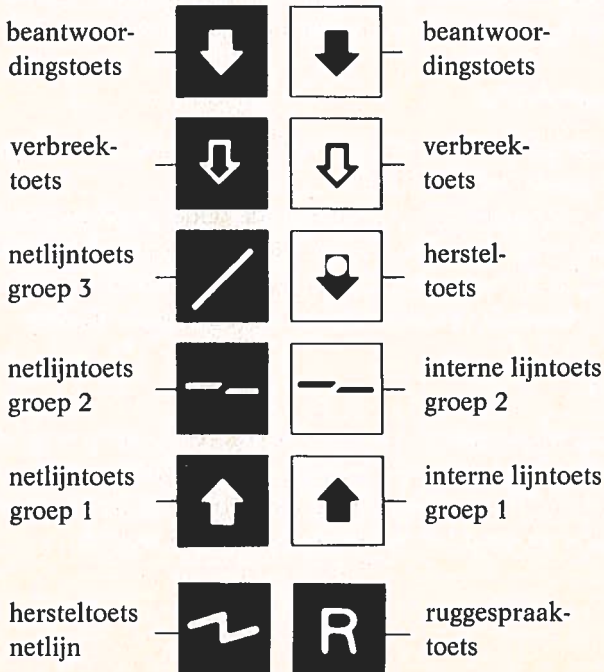 beantwoor-
dingstoets
beantwoor-
dingstoets
verbreek-
toets
verbreek-
toets
netlijntoets
groep 3
herstel-
toets
netlijntoets
groep 2
interne lijntoets
groep 2
netlijntoets
groep 1
interne lijntoets
groep 1
hersteltoets
netlijn
R
ruggespraak-
toets